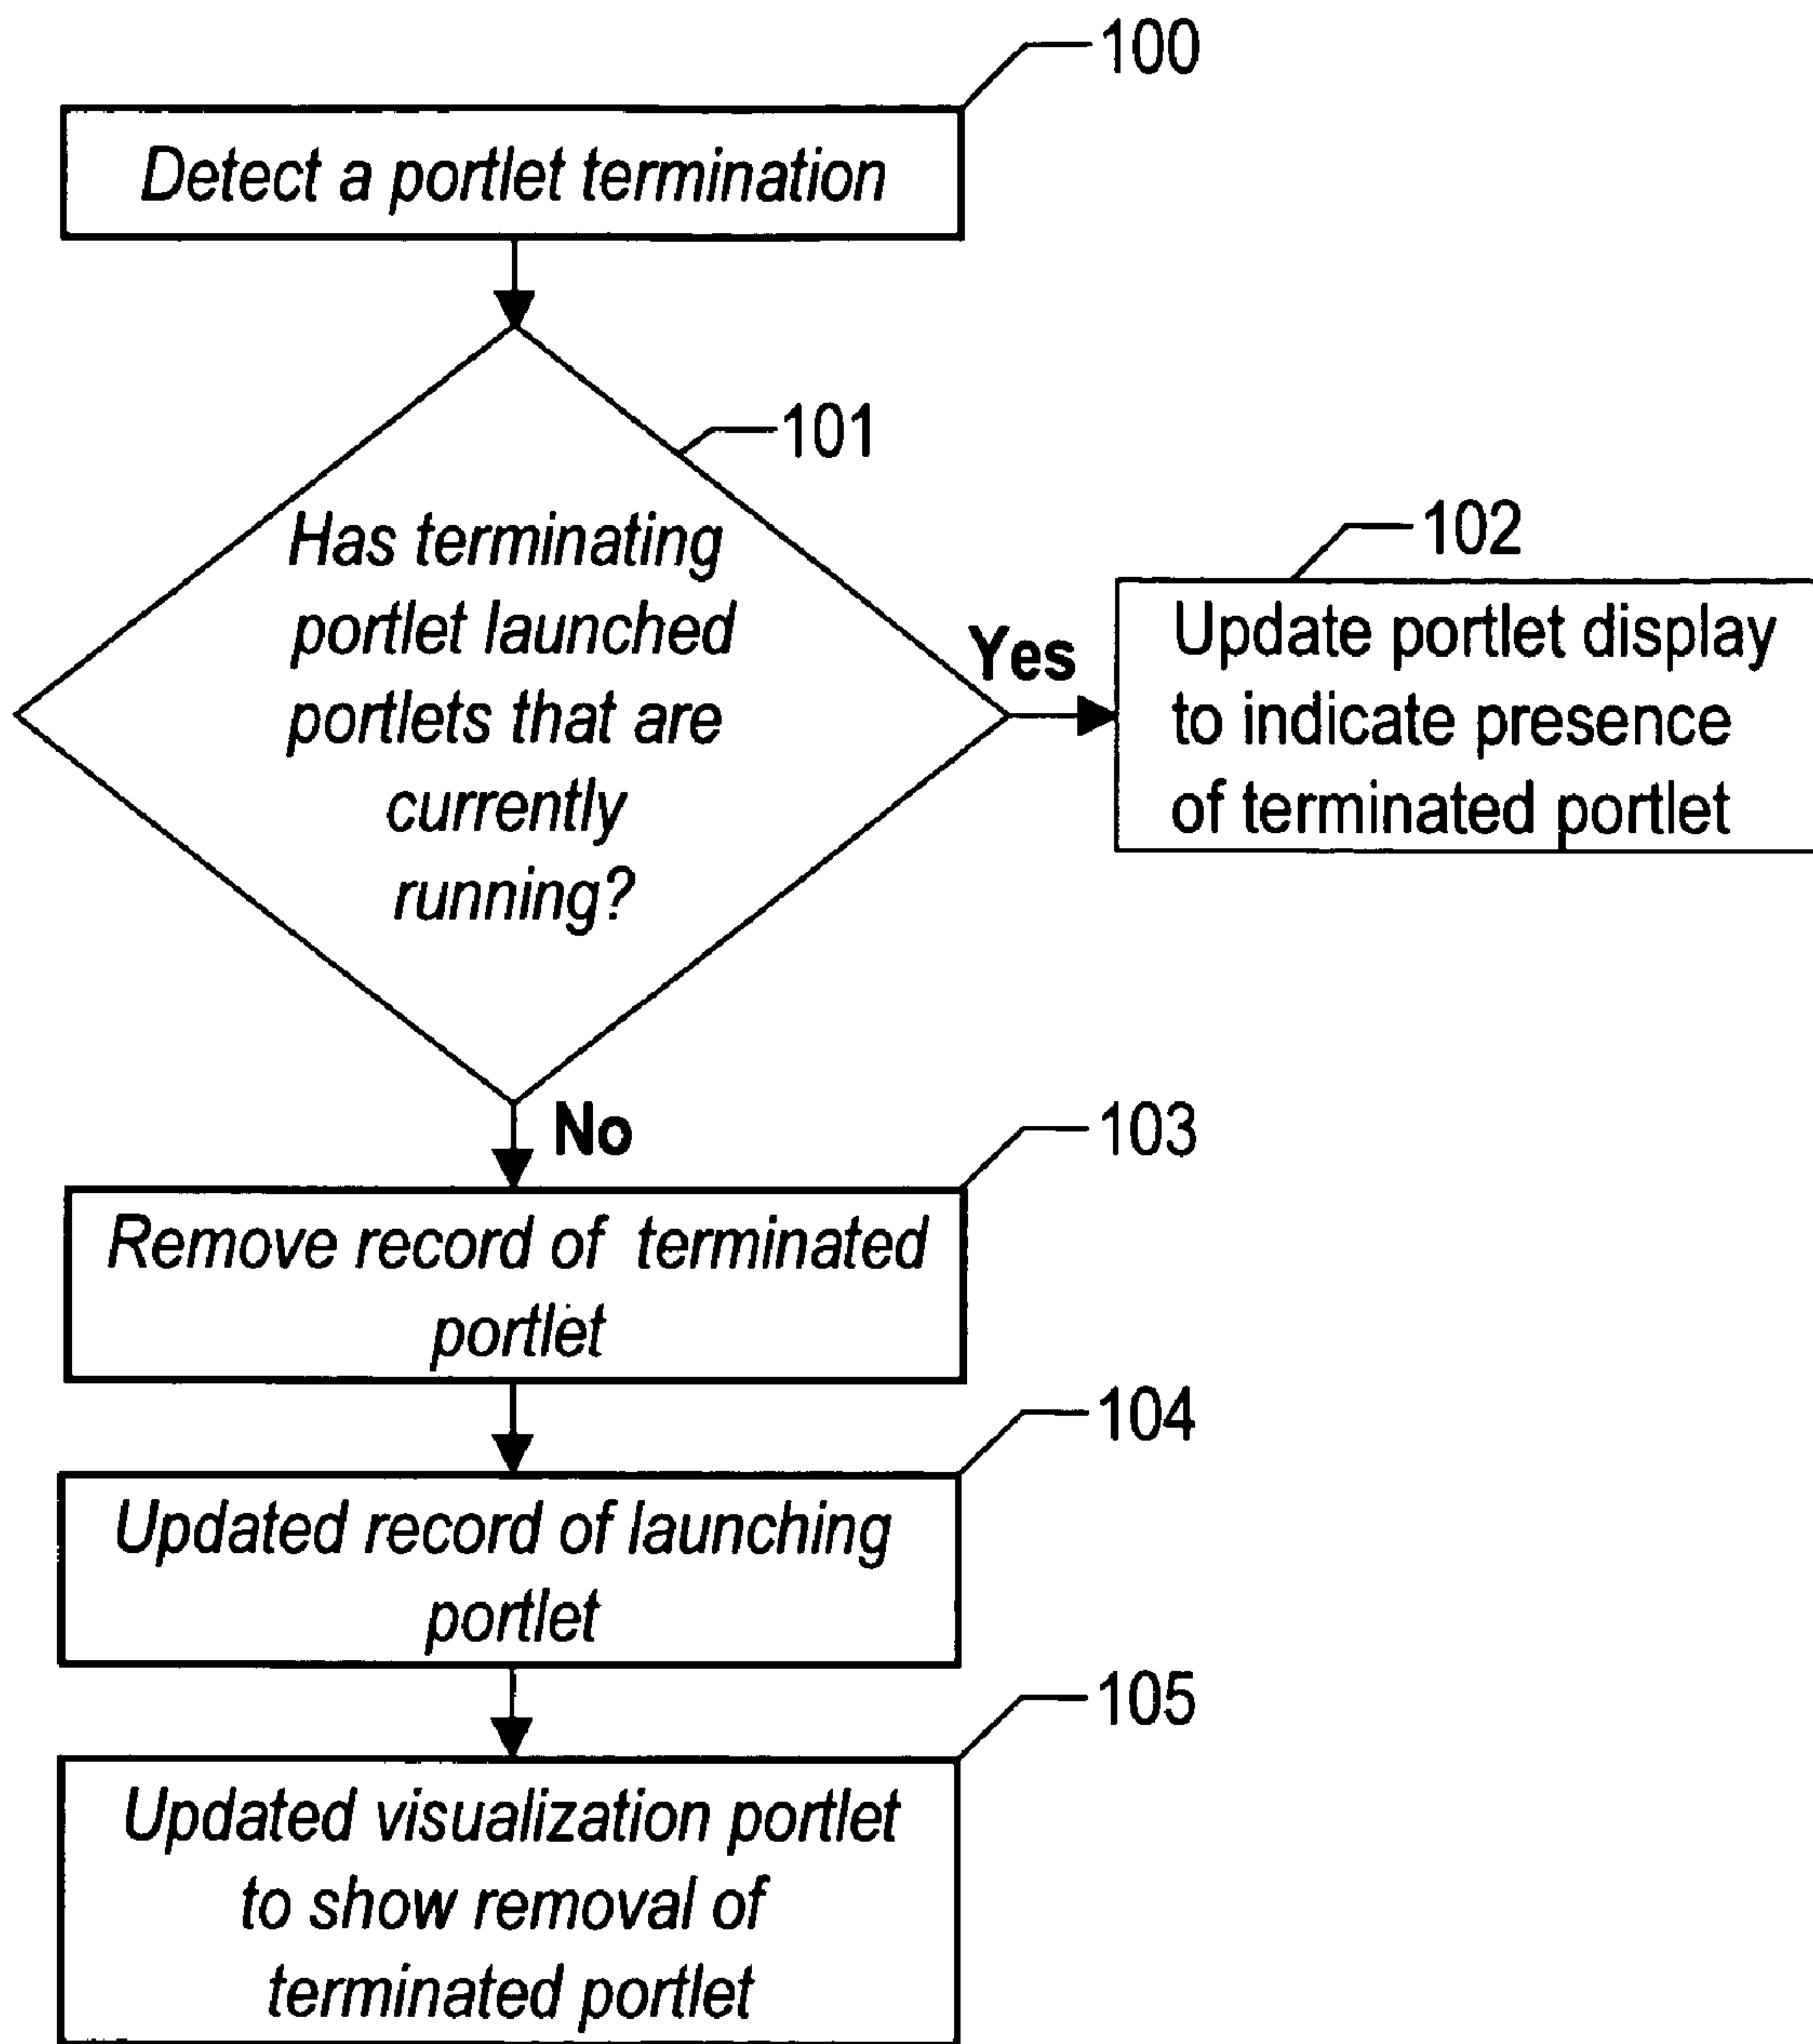 100
Detect a portlet termination
101
Has terminating
portlet launched
portlets that are
currently
running?
Yes
102
Update portlet display
to indicate presence
of terminated portlet
No
103
Remove record of terminated
portlet
104
Updated record of launching
portlet
105
Updated visualization portlet
to show removal of
terminated portlet